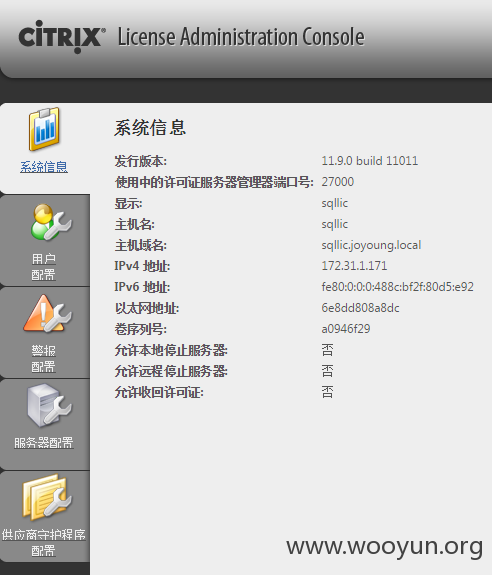 CİTRIX® License Administration Console
系统信息
系统信息
发行版本: 11.9.0 build 11011
使用中的许可证服务器管理器端口号: 27000
显示: sqllic
主机名: sqllic
主机域名: sqllic.joyoung.local
IPv4 地址: 172.31.1.171
IPv6 地址: fe80:0:0:0:488c:bf2f:80d5:e92
以太网地址: 6e8dd808a8dc
卷序列号: a0946f29
允许本地停止服务器: 否
允许远程停止服务器: 否
允许收回许可证: 否
用户
配置
警报
配置
服务器配置
供应商守护程序
配置
www.wooyun.org